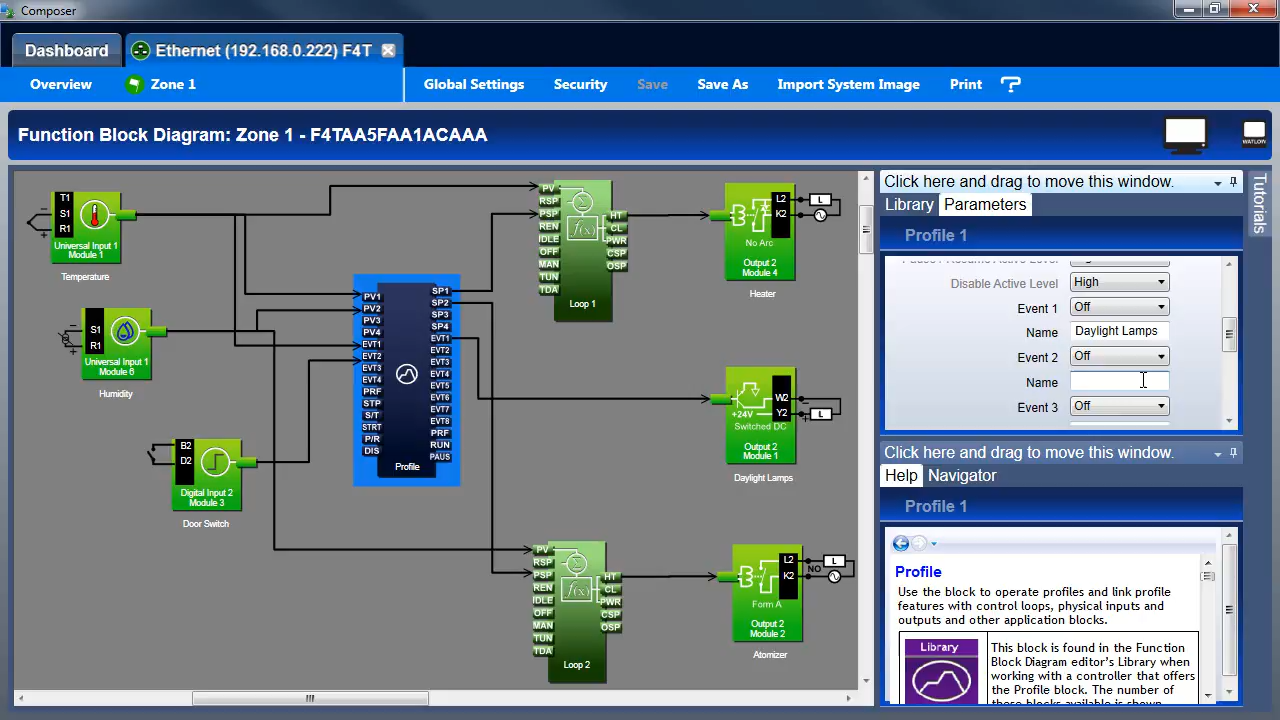 Composer
Dashboard
Ethernet (192.168.0.222) F4T
Overview
Zone 1
Global Settings
Security
Save
Save As
Import System Image
Print
Function Block Diagram: Zone 1 - F4TAA5FAA1ACAAA
WATLOW
T1
S1
R1
Universal Input 1
Module 1
Temperature
S1
R1
Universal Input 1
Module 6
Humidity
B2
D2
Digital Input 2
Module 3
Door Switch
PV1
PV2
PV3
PV4
EVT1
EVT2
EVT3
EVT4
PRF
STP
S/T
STRT
P/R
DIS
SP1
SP2
SP3
SP4
EVT1
EVT2
EVT3
EVT4
EVT5
EVT6
EVT7
EVT8
PRF
RUN
PAUS
Profile
PV
RSP
PSP
REN
IDLE
OFF
MAN
TUN
TDA
f(x)
HT
CL
PWR
CSP
OSP
Loop 1
L2
K2
L
No Arc
Output 2
Module 4
Heater
W2
Y2
L
+24V
Switched DC
Output 2
Module 1
Daylight Lamps
PV
RSP
PSP
REN
IDLE
OFF
MAN
TUN
TDA
f(x)
HT
CL
PWR
CSP
OSP
Loop 2
L2
K2
L
NO
Form A
Output 2
Module 2
Atomizer
Click here and drag to move this window.
Library
Parameters
Profile 1
Disable Active Level
High
Event 1
Off
Name
Daylight Lamps
Event 2
Off
Name
Event 3
Off
Click here and drag to move this window.
Help
Navigator
Profile 1
Profile
Use the block to operate profiles and link profile
features with control loops, physical inputs and
outputs and other application blocks.
Library
This block is found in the Function
Block Diagram editor's Library when
working with a controller that offers
the Profile block. The number of
these blocks available is shown
Tutorials